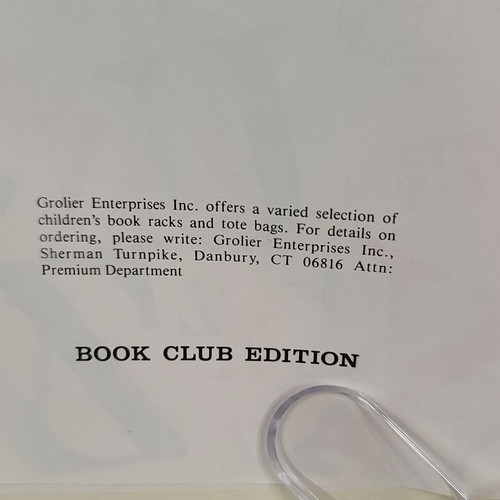 Grolier Enterprises Inc. offers a varied selection of
children's book racks and tote bags. For details on
ordering, please write: Grolier Enterprises Inc.,
Sherman Turnpike, Danbury, CT 06816 Attn:
Premium Department
BOOK CLUB EDITION